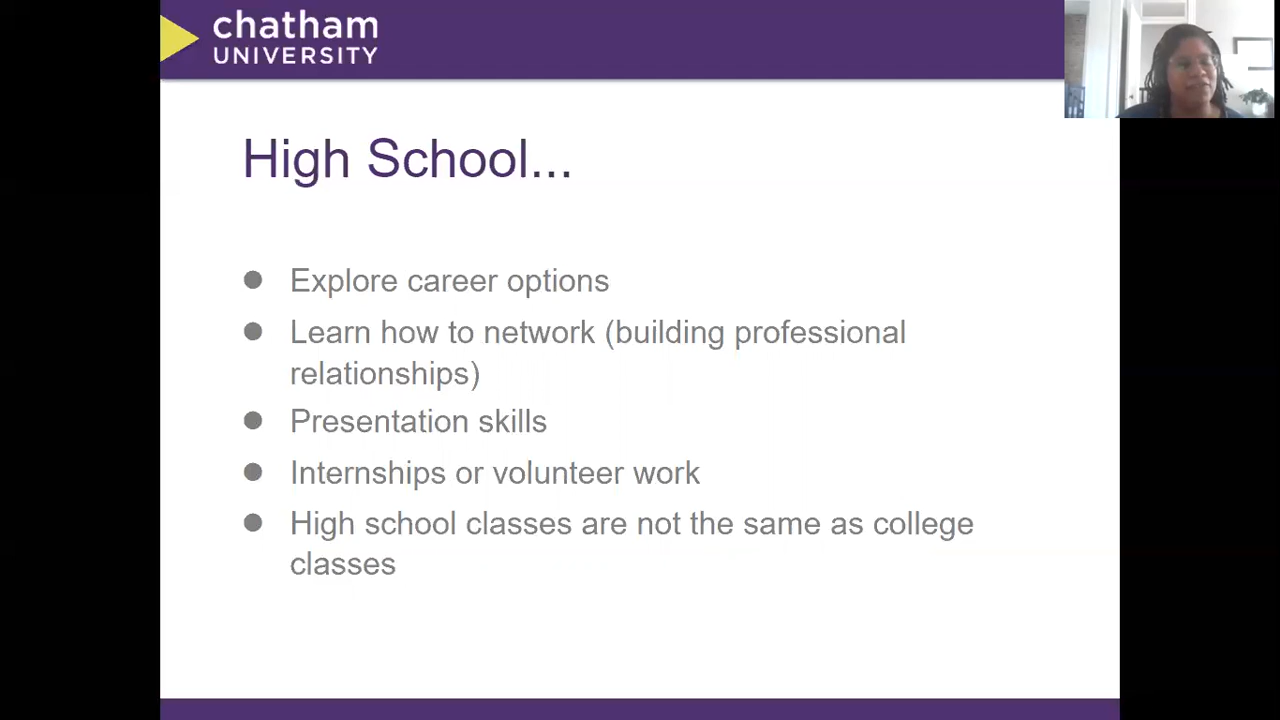 chatham
UNIVERSITY
High School...
● Explore career options
● Learn how to network (building professional
relationships)
● Presentation skills
● Internships or volunteer work
● High school classes are not the same as college
classes